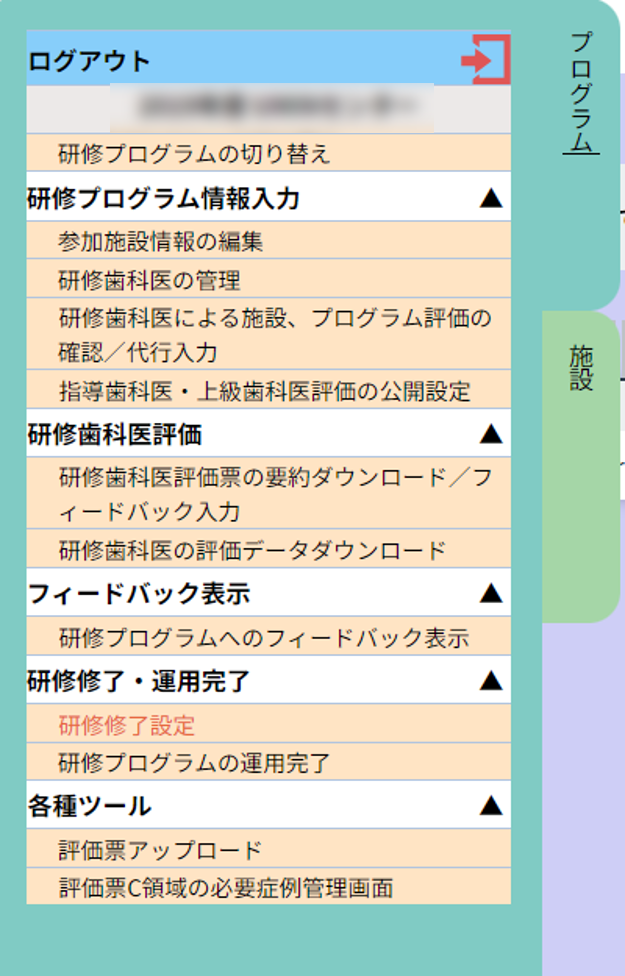 ログアウト
研修プログラムの切り替え
研修プログラム情報入力 ▲
参加施設情報の編集
研修歯科医の管理
研修歯科医による施設、プログラム評価の
確認／代行入力
指導歯科医・上級歯科医評価の公開設定
研修歯科医評価 ▲
研修歯科医評価票の要約ダウンロード／フ
ィードバック入力
研修歯科医の評価データダウンロード
フィードバック表示 ▲
研修プログラムへのフィードバック表示
研修修了・運用完了 ▲
研修修了設定
研修プログラムの運用完了
各種ツール ▲
評価票アップロード
評価票C領域の必要症例管理画面
プログラム
施設